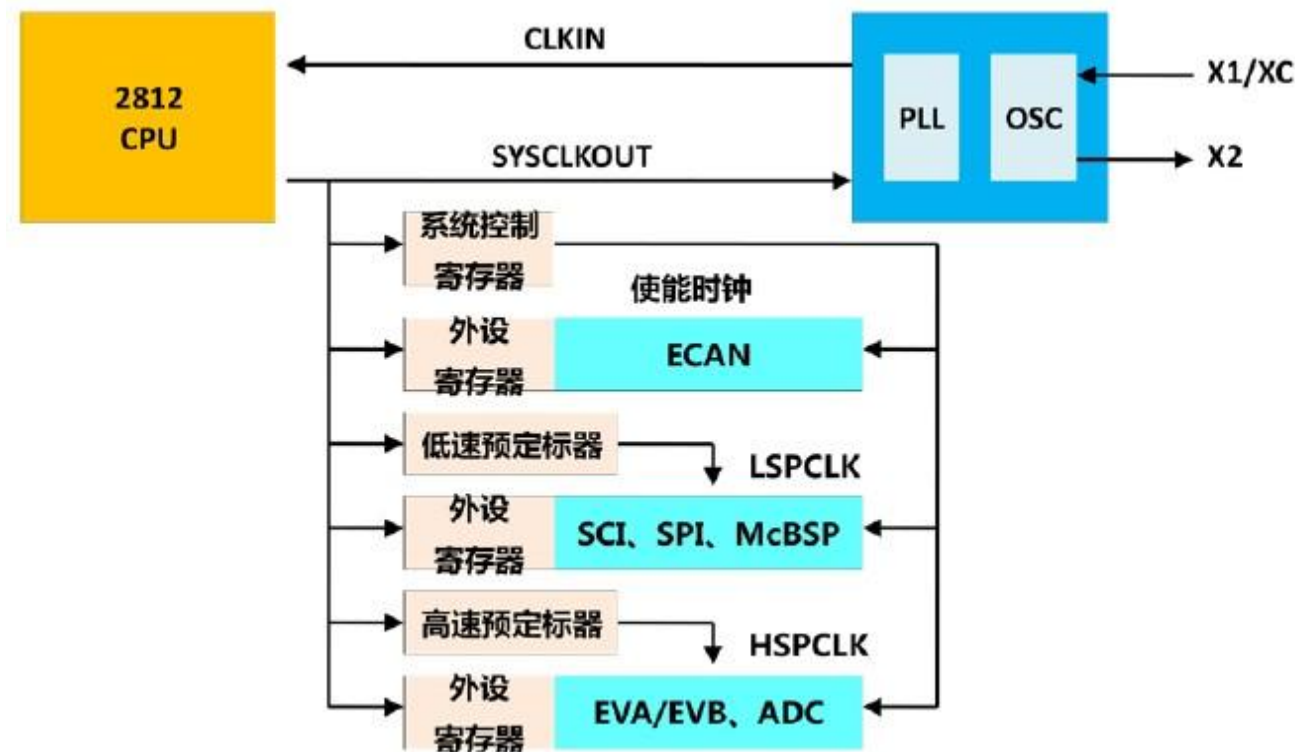 CLKIN
2812
CPU
PLL
OSC
X1/XC
X2
SYSCLKOUT
系统控制
寄存器
使能时钟
外设
寄存器
ECAN
低速预定标器
LSPCLK
外设
寄存器
SCI、SPI、McBSP
高速预定标器
HSPCLK
外设
寄存器
EVA/EVB、ADC